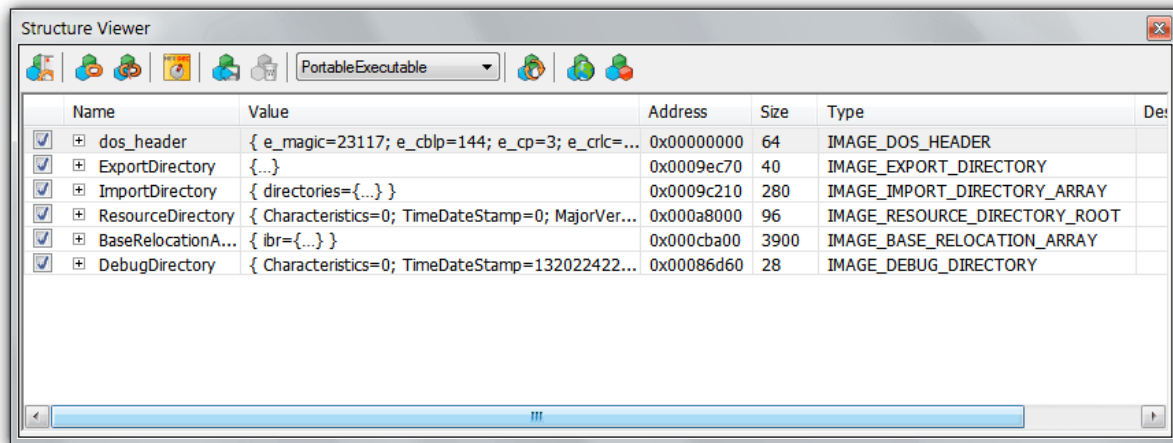 Structure Viewer
PortableExecutable
Name Value Address Size Type Des
dos_header { e_magic=23117; e_cblp=144; e_cp=3; e_crlc=... 0x00000000 64 IMAGE_DOS_HEADER
ExportDirectory {...} 0x0009ec70 40 IMAGE_EXPORT_DIRECTORY
ImportDirectory { directories={...} } 0x0009c210 280 IMAGE_IMPORT_DIRECTORY_ARRAY
ResourceDirectory { Characteristics=0; TimeDateStamp=0; MajorVer... 0x000a8000 96 IMAGE_RESOURCE_DIRECTORY_ROOT
BaseRelocationA... { ibr={...} } 0x000cba00 3900 IMAGE_BASE_RELOCATION_ARRAY
DebugDirectory { Characteristics=0; TimeDateStamp=132022422... 0x00086d60 28 IMAGE_DEBUG_DIRECTORY